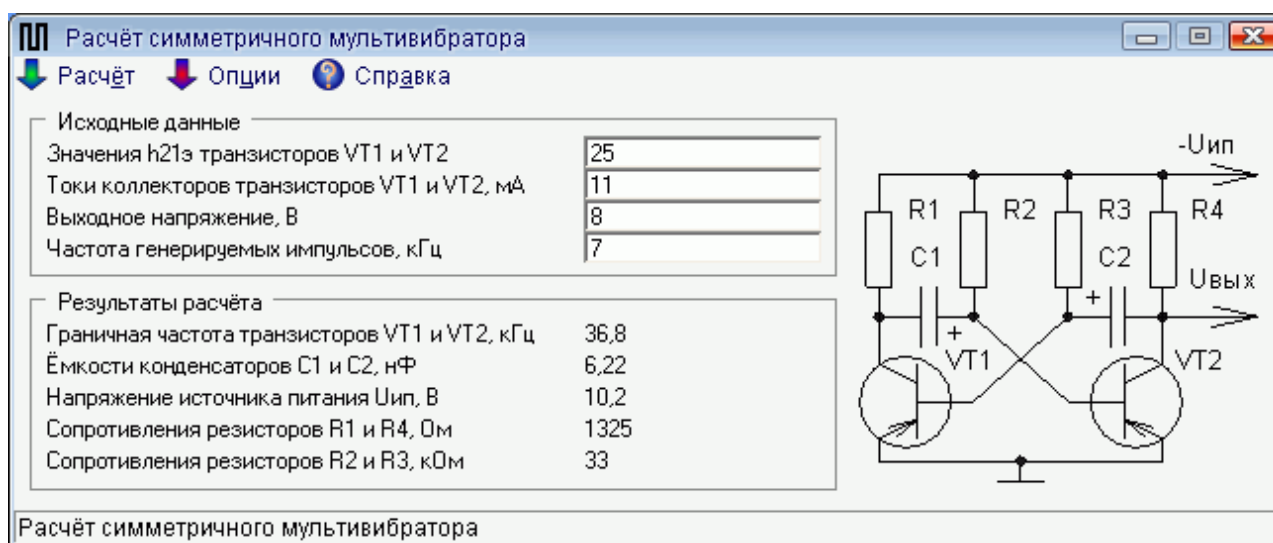 Расчёт симметричного мультивибратора
Расчёт Опции Справка
Исходные данные
Значения h21э транзисторов VT1 и VT2 25
Токи коллекторов транзисторов VT1 и VT2, мА 11
Выходное напряжение, В 8
Частота генерируемых импульсов, кГц 7
Результаты расчёта
Граничная частота транзисторов VT1 и VT2, кГц 36,8
Ёмкости конденсаторов С1 и С2, нФ 6,22
Напряжение источника питания Uип, В 10,2
Сопротивления резисторов R1 и R4, Ом 1325
Сопротивления резисторов R2 и R3, кОм 33
-Uип
R1 R2 R3 R4
C1 C2
Uвых
+
+
VT1 VT2
Расчёт симметричного мультивибратора